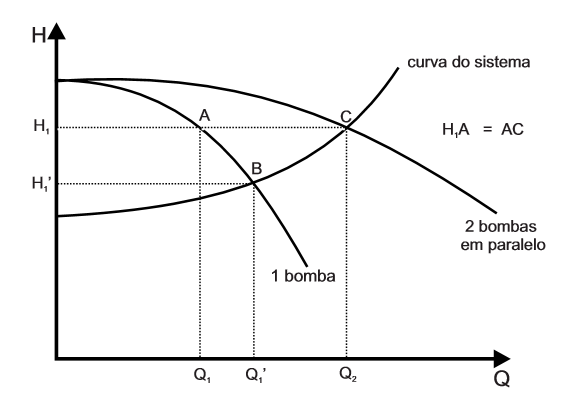 H
curva do sistema
A
C
H₁
H₁A = AC
B
H₁'
2 bombas
em paralelo
1 bomba
Q₁
Q₁'
Q₂
Q